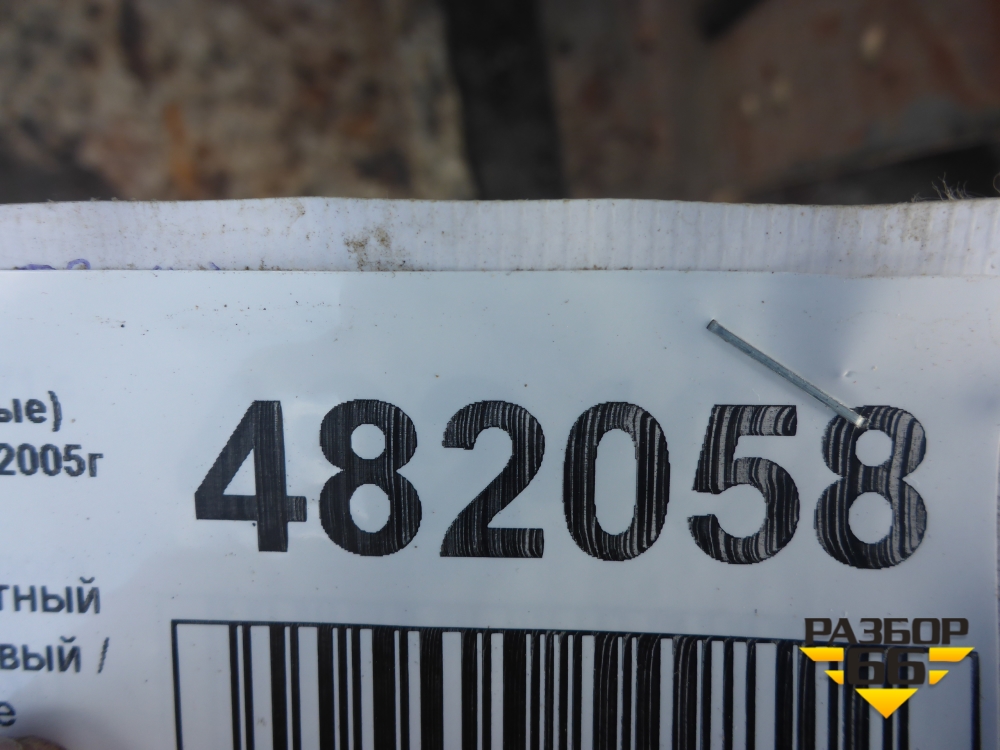 ые)
2005г
482058
тный
вый /
е
РАЗБОР
66